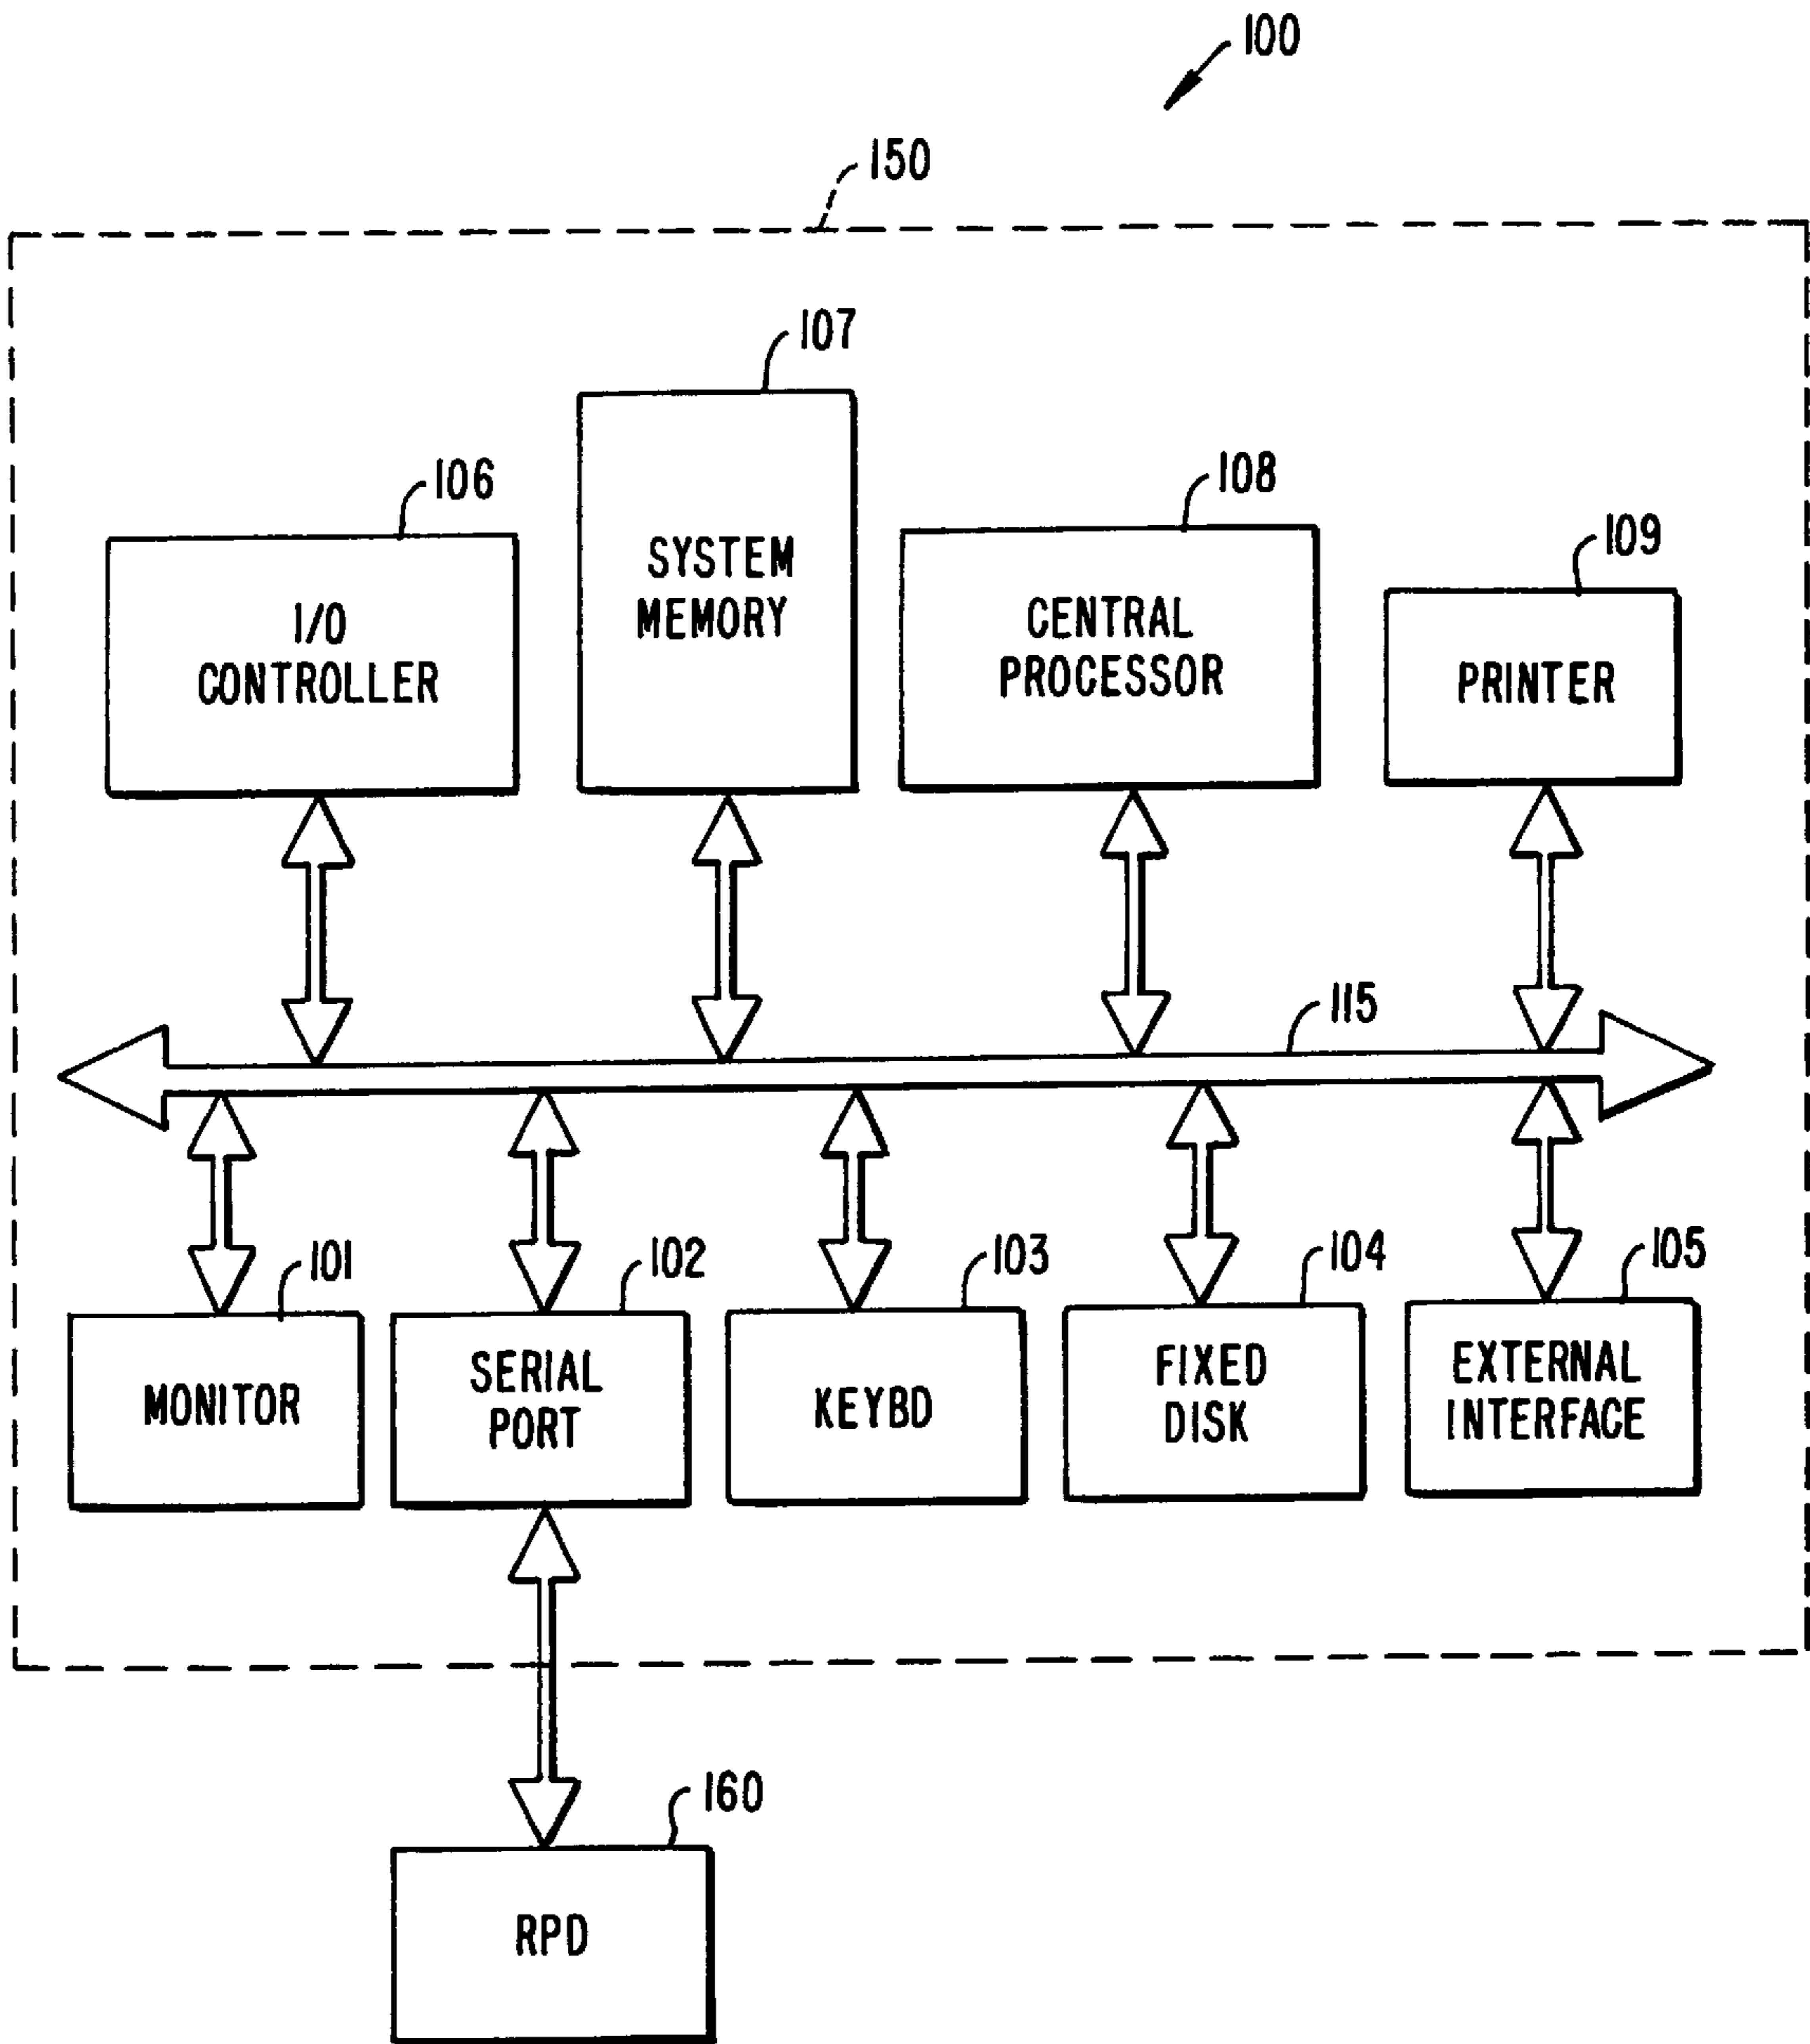 100
150
107
106
108
109
SYSTEM
MEMORY
I/O
CONTROLLER
CENTRAL
PROCESSOR
PRINTER
115
101
102
103
104
105
MONITOR
SERIAL
PORT
KEYBD
FIXED
DISK
EXTERNAL
INTERFACE
160
RPD